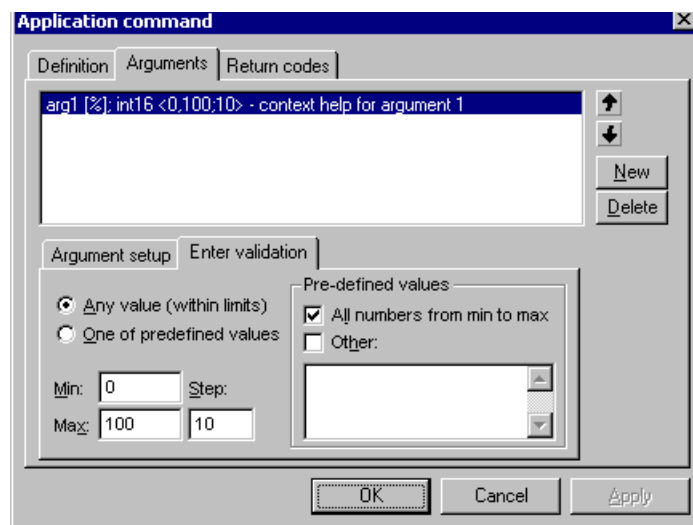 Application command
Definition Arguments Return codes
arg1 [%]; int16 <0,100;10> - context help for argument 1
New
Delete
Argument setup Enter validation
Any value (within limits)
One of predefined values
Pre-defined values
All numbers from min to max
Other:
Min: 0 Step:
Max: 100 10
OK Cancel Apply